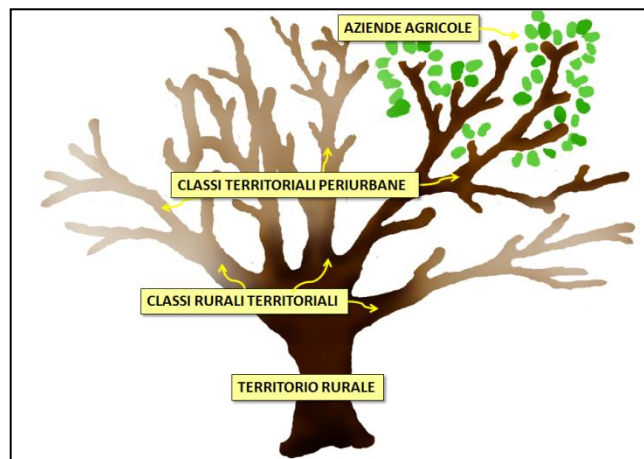 AZIENDE AGRICOLE
CLASSI TERRITORIALI PERIURBANE
CLASSI RURALI TERRITORIALI
TERRITORIO RURALE